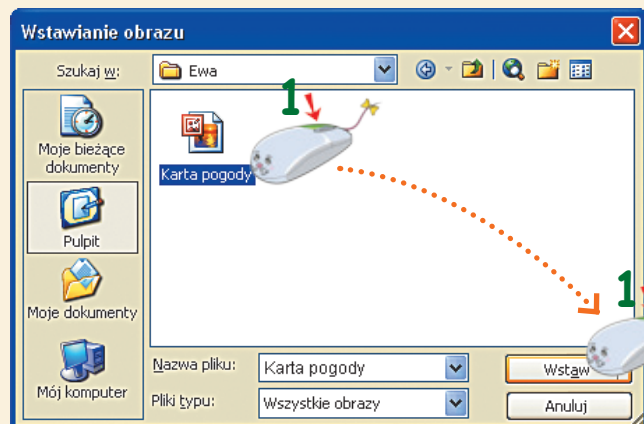 Wstawianie obrazu
Szukaj w:
Ewa
1
Moje bieżące
dokumenty
Karta pogody
Pulpit
Moje dokumenty
1
Mój komputer
Nazwa pliku:
Karta pogody
Wstaw
Pliki typu:
Wszystkie obrazy
Anuluj